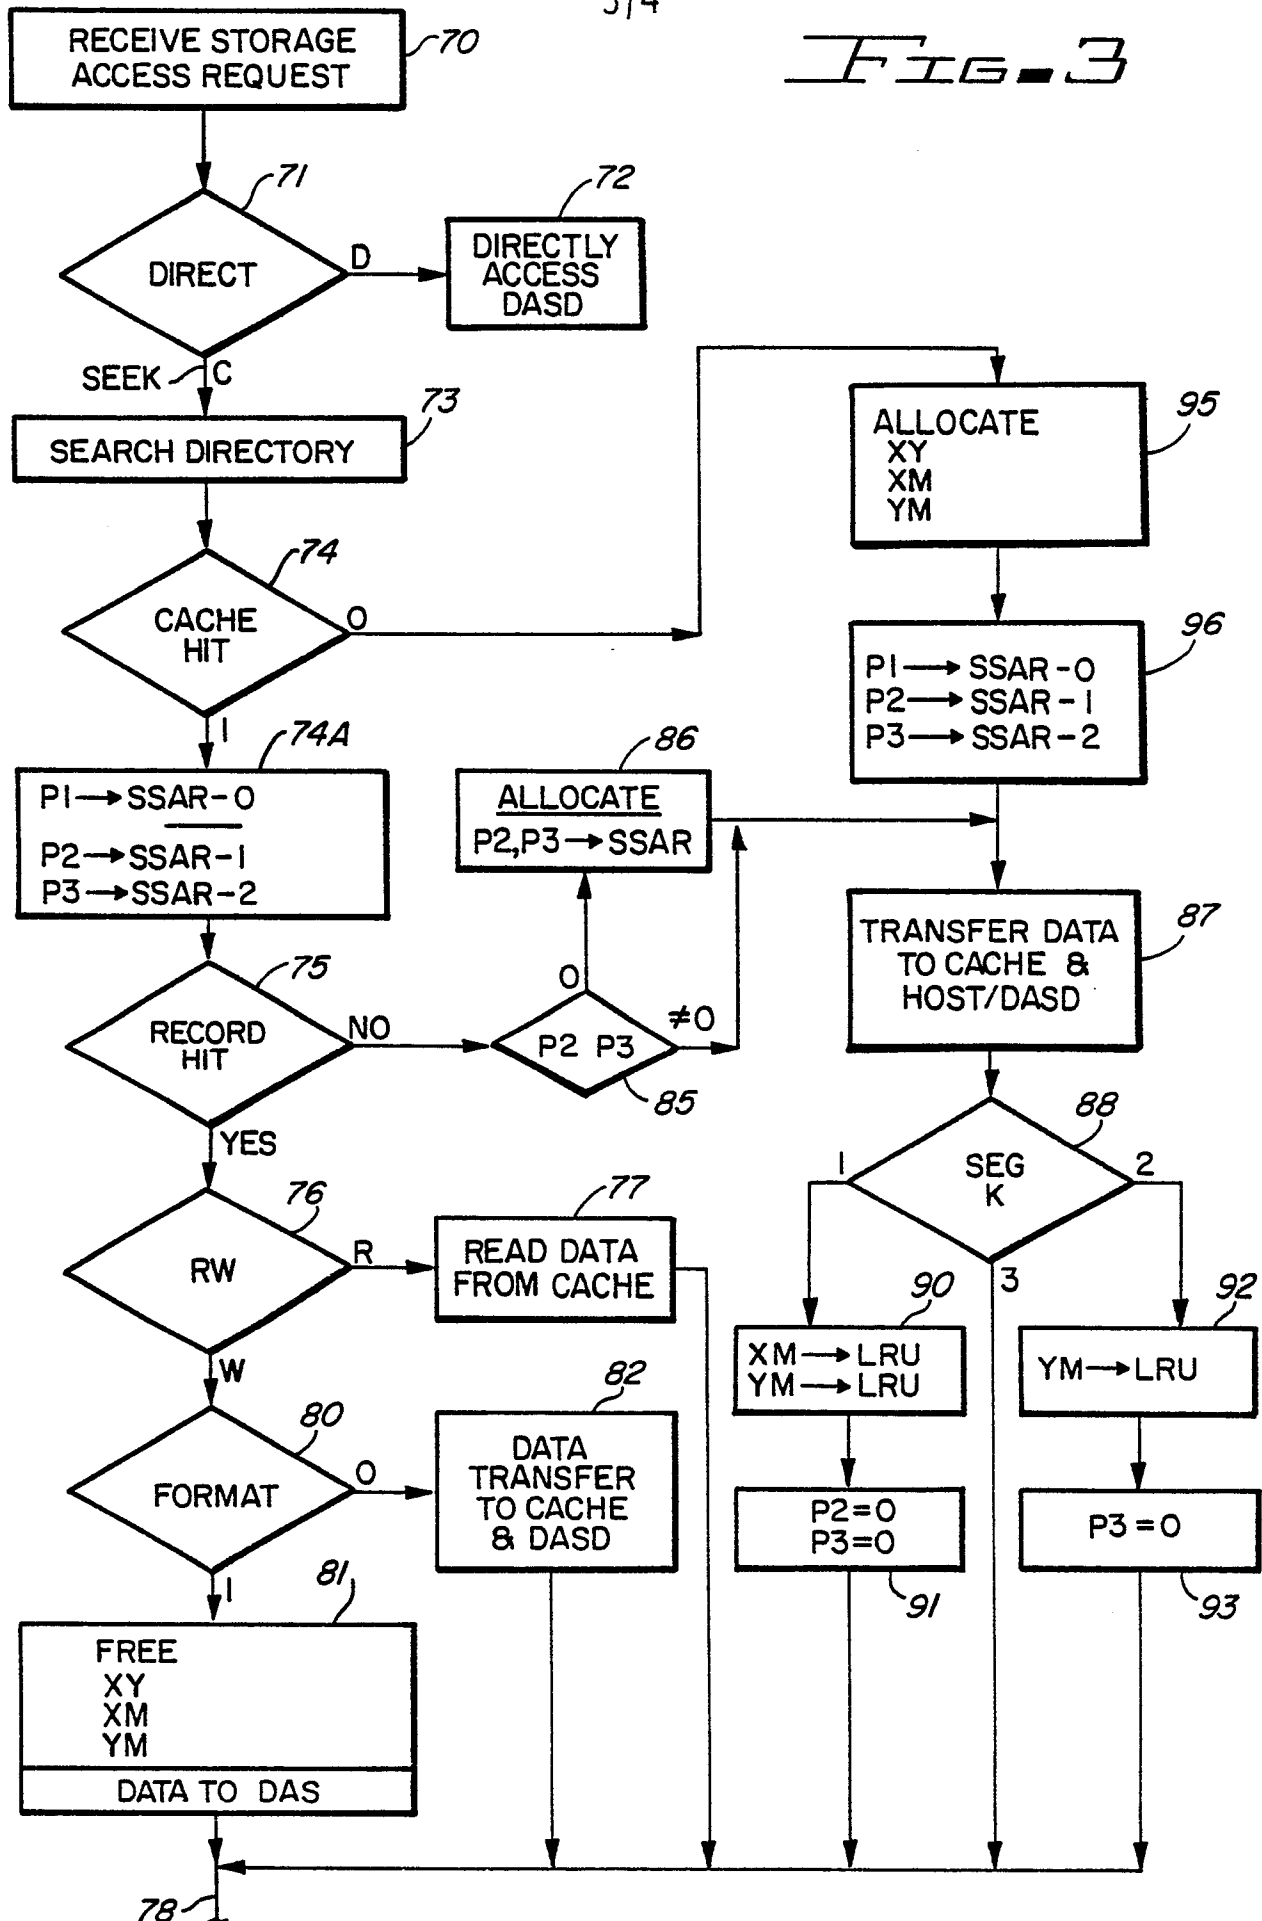 3/4
FIG. 3
RECEIVE STORAGE
ACCESS REQUEST
70
71
DIRECT
D
72
DIRECTLY
ACCESS
DASD
SEEK
C
73
SEARCH DIRECTORY
74
CACHE
HIT
O
1
95
ALLOCATE
XY
XM
YM
96
P1→SSAR-0
P2→SSAR-1
P3→SSAR-2
74A
P1→SSAR-0
P2→SSAR-1
P3→SSAR-2
86
ALLOCATE
P2,P3→SSAR
75
RECORD
HIT
NO
O
P2 P3
≠0
85
YES
87
TRANSFER DATA
TO CACHE &
HOST/DASD
88
1
SEG
K
2
3
76
RW
R
77
READ DATA
FROM CACHE
W
90
XM→LRU
YM→LRU
92
YM→LRU
80
FORMAT
O
82
DATA
TRANSFER
TO CACHE
& DASD
P2=0
P3=0
91
P3=0
93
1
81
FREE
XY
XM
YM
DATA TO DAS
78